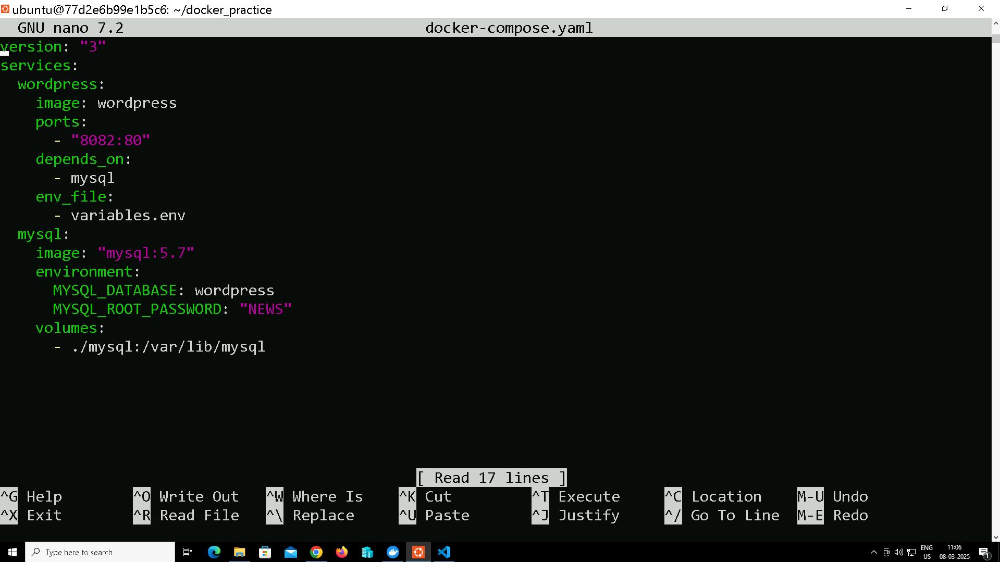 ubuntu@77d2e6b99e1b5c6: ~/docker_practice
GNU nano 7.2 docker-compose.yaml
version: "3"
services:
  wordpress:
    image: wordpress
    ports:
      - "8082:80"
    depends_on:
      - mysql
    env_file:
      - variables.env
  mysql:
    image: "mysql:5.7"
    environment:
      MYSQL_DATABASE: wordpress
      MYSQL_ROOT_PASSWORD: "NEWS"
    volumes:
      - ./mysql:/var/lib/mysql
[ Read 17 lines ]
^G Help ^O Write Out ^W Where Is ^K Cut ^T Execute ^C Location M-U Undo
^X Exit ^R Read File ^\ Replace ^U Paste ^J Justify ^/ Go To Line M-E Redo
Type here to search
ENG
US
11:06
08-03-2025
1